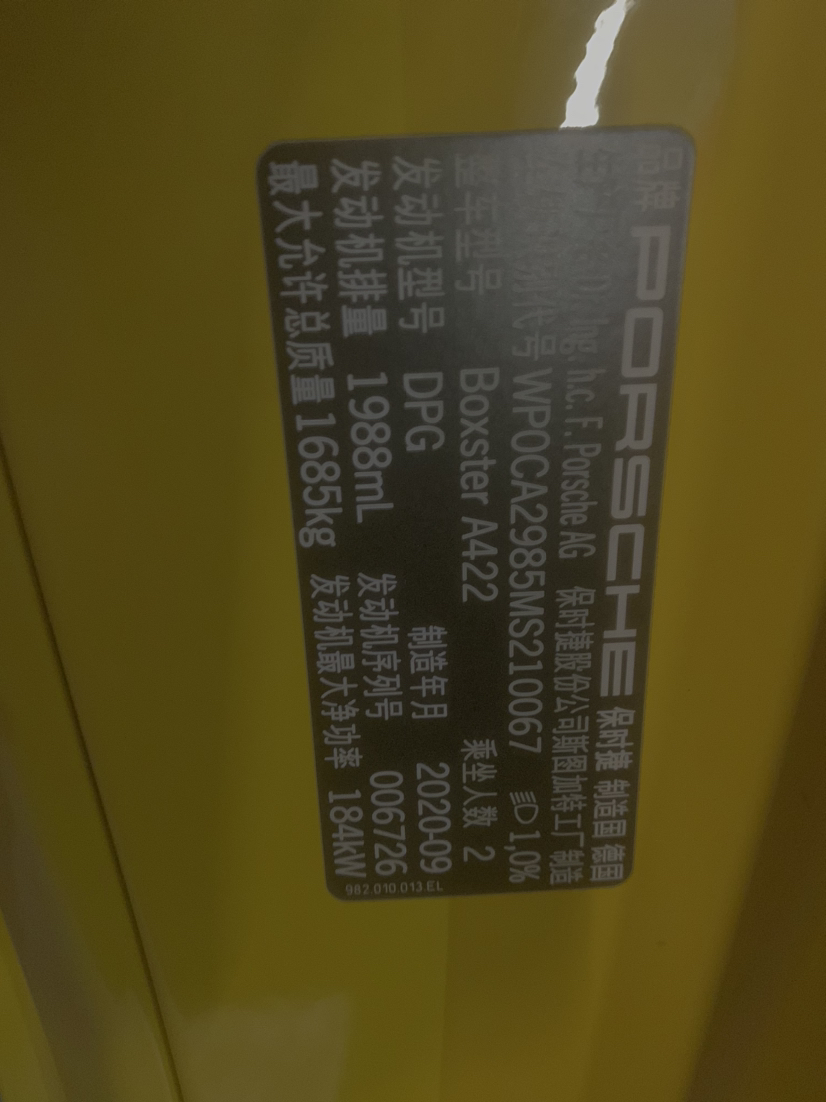 品牌 PORSCHE 保时捷 制造国 德国
h.c. F. Porsche AG 保时捷股份公司斯图加特工厂 制造
代号 WP0CA2985MS210067 1,0%
整车型号 Boxster A422 乘坐人数 2
发动机型号 DPG 制造年月 2020-09
发动机排量 1988mL 发动机序列号 006726
最大允许总质量 1685kg 发动机最大净功率 184kW
982.010.013.EL